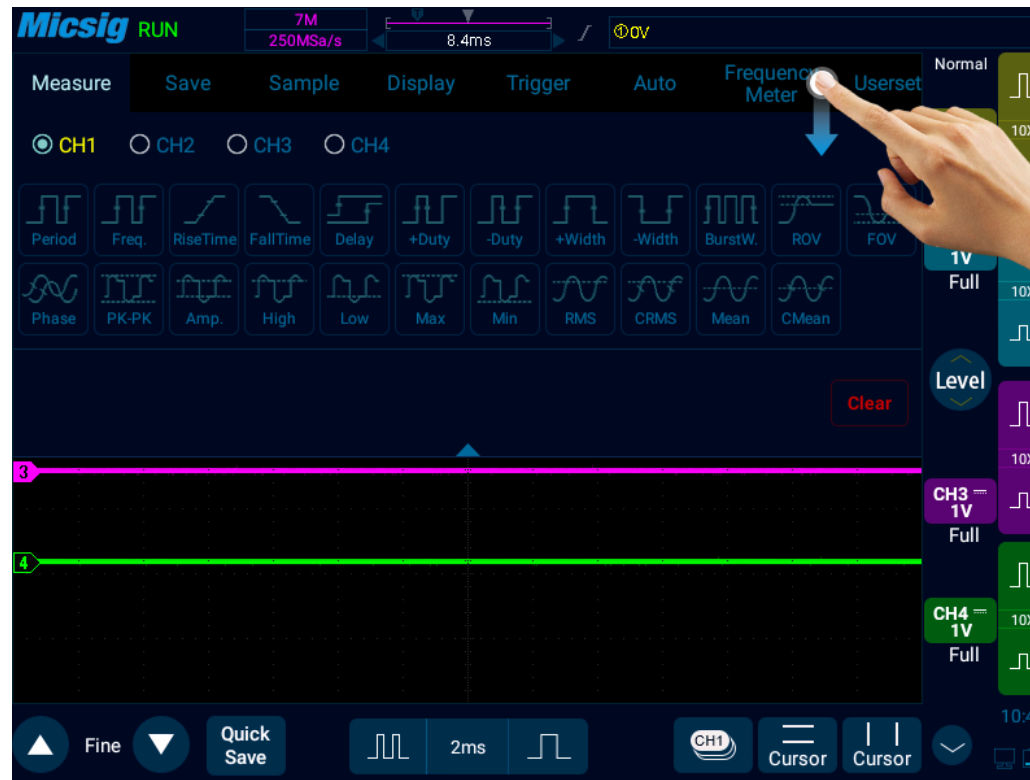 Micsig RUN
7M
250MSa/s
8.4ms
①0V
Measure Save Sample Display Trigger Auto Frequency Meter Userset
Normal
CH1 CH2 CH3 CH4
10X
Period Freq. RiseTime FallTime Delay +Duty -Duty +Width -Width BurstW. ROV FOV
1V
Full
10X
Phase PK-PK Amp. High Low Max Min RMS CRMS Mean CMean
Level
Clear
3
10X
CH3
1V
Full
4
CH4
1V
10X
Full
Fine
Quick
Save
2ms
CH1
Cursor
Cursor